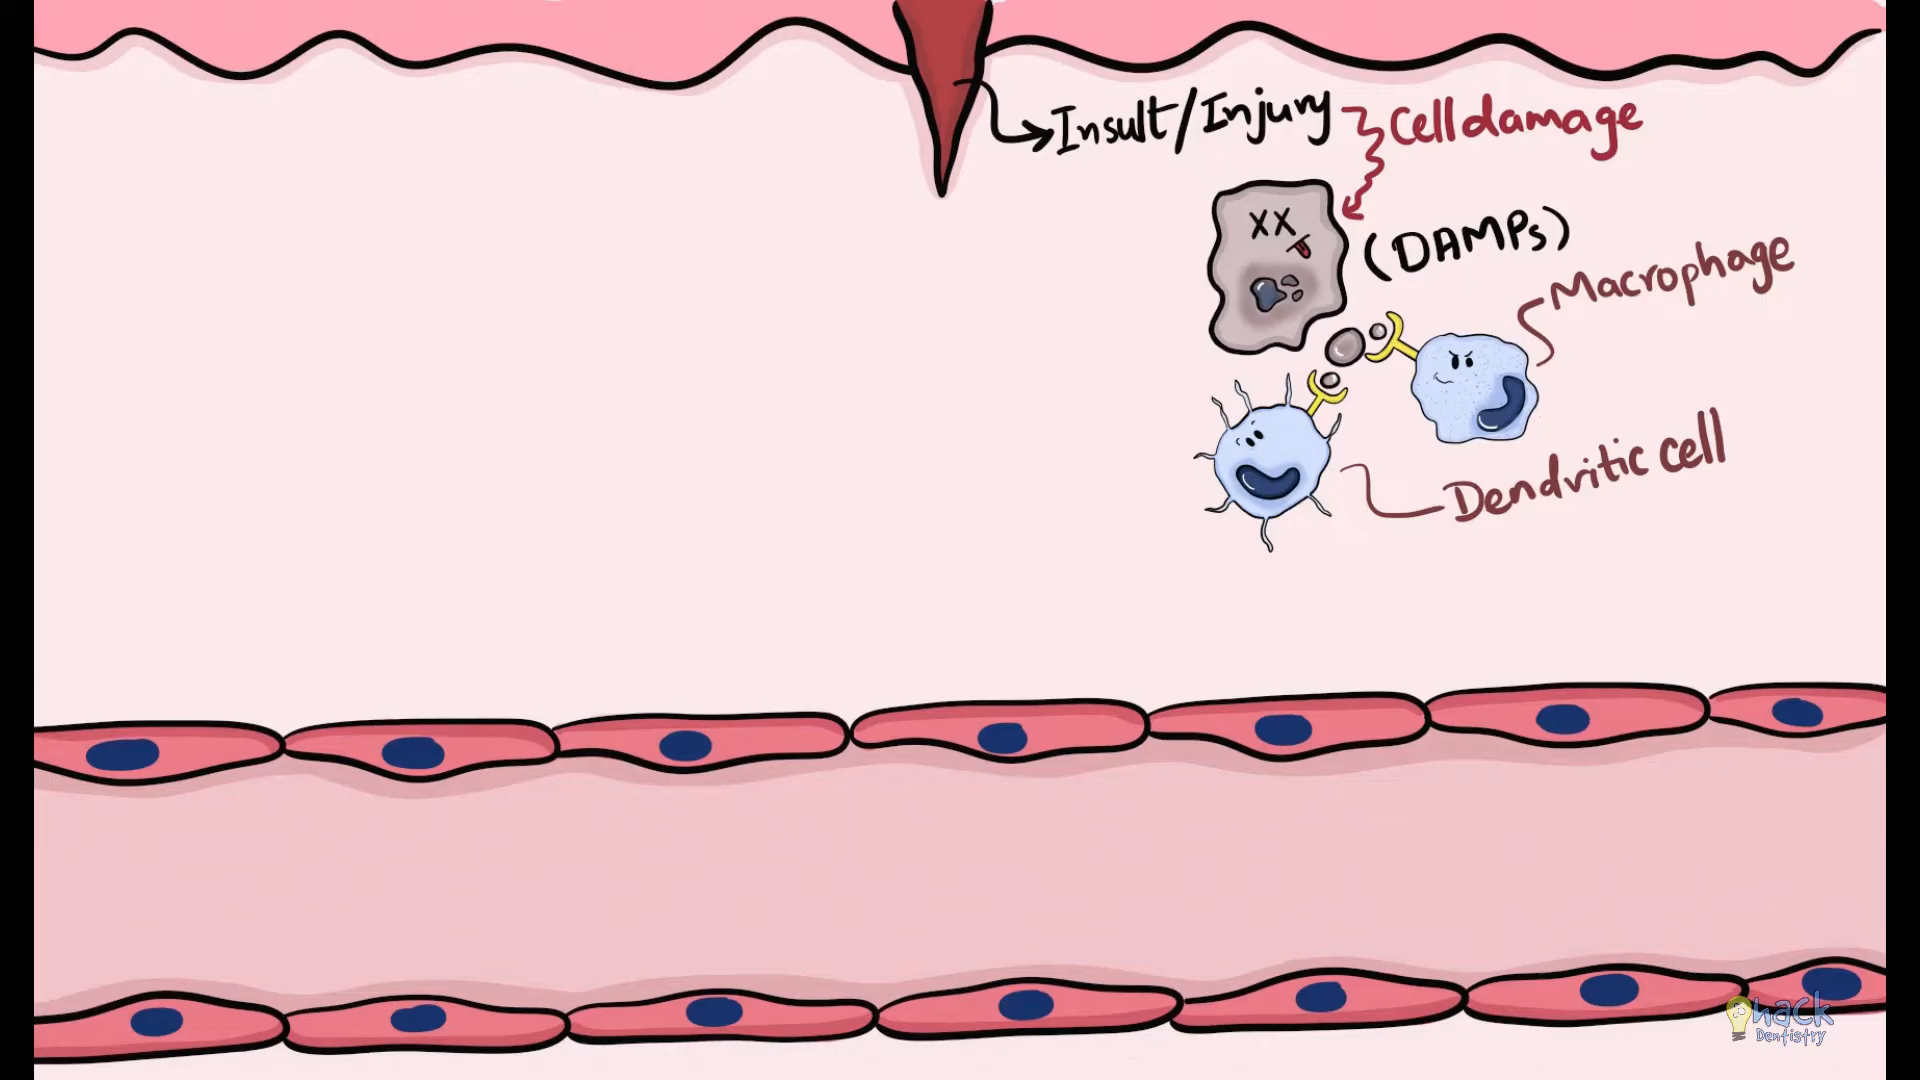 Insult/Injury
Cell damage
(DAMPs)
Macrophage
Dendritic cell
hack
Dentistry